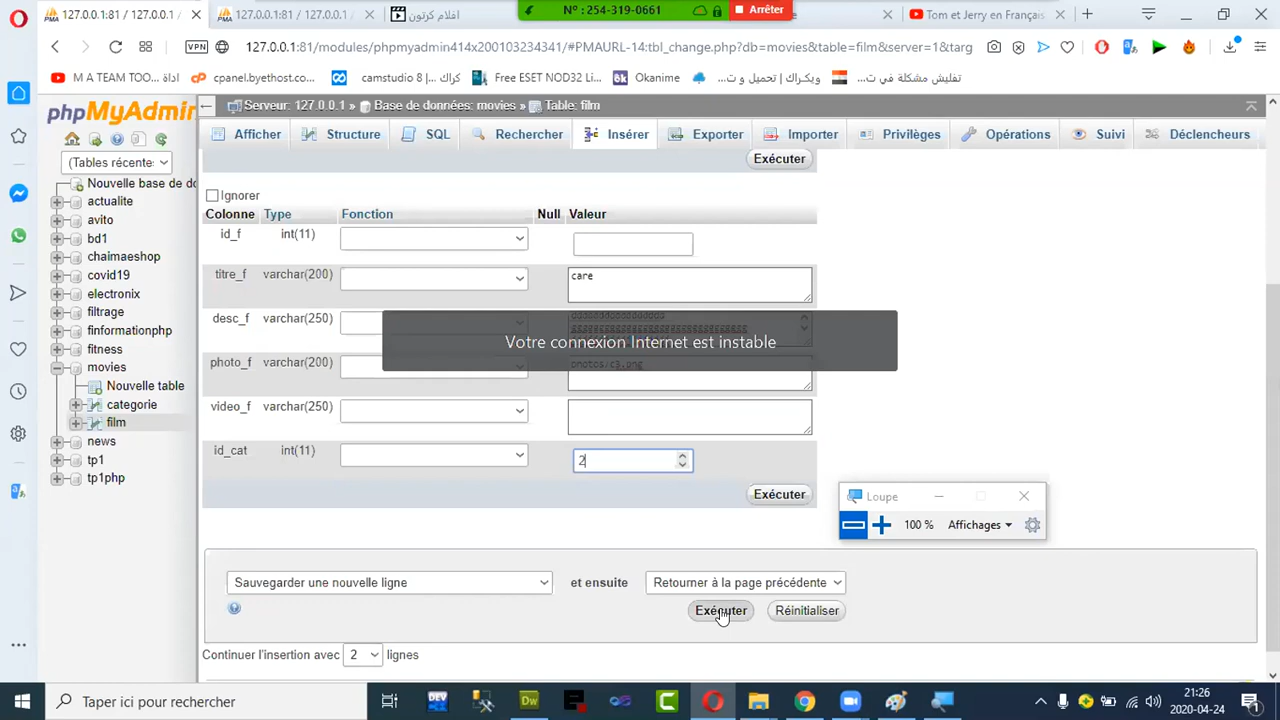 127.0.0.1:81 / 127.0.0.1 /
127.0.0.1:81 / 127.0.0.1 /
افلام كرتون
N° : 254-319-0661
Arrêter
Tom et Jerry en Français
VPN
127.0.0.1:81/modules/phpmyadmin414x200103234341/#PMAURL-14:tbl_change.php?db=movies&table=film&server=1&targ
M A TEAM TOO... اداة
cpanel.byethost.co...
camstudio 8 | كراك
Free ESET NOD32 Li...
Okanime
ويكـراك | تحميل و ت...
تفليش مشكلة في ت...
phpMyAdmin
Serveur: 127.0.0.1 » Base de données: movies » Table: film
Afficher
Structure
SQL
Rechercher
Insérer
Exporter
Importer
Privilèges
Opérations
Suivi
Déclencheurs
(Tables récente
Nouvelle base de do
actualite
avito
bd1
chaimaeshop
covid19
electronix
filtrage
finformationphp
fitness
movies
Nouvelle table
categorie
film
news
tp1
tp1php
Exécuter
Ignorer
Colonne Type Fonction Null Valeur
id_f int(11)
titre_f varchar(200) care
desc_f varchar(250)
Votre connexion Internet est instable
photo_f varchar(200) photos/c3.png
video_f varchar(250)
id_cat int(11) 2
Exécuter
Loupe
100 % Affichages
Sauvegarder une nouvelle ligne et ensuite Retourner à la page précédente
Exécuter Réinitialiser
Continuer l'insertion avec 2 lignes
Taper ici pour rechercher
DEV
Dw
21:26
2020-04-24
1